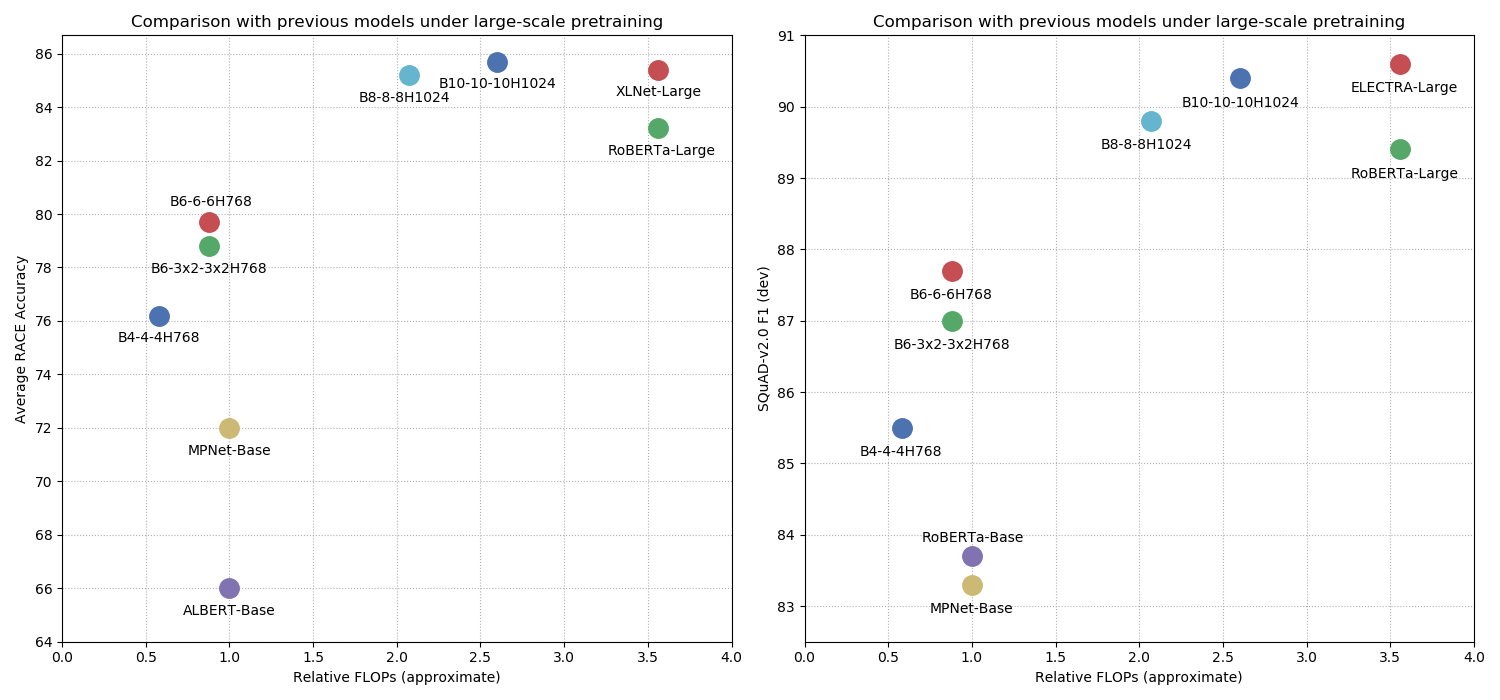 Comparison with previous models under large-scale pretraining
86
84
82
80
78
76
74
72
70
68
66
64
Average RACE Accuracy
B8-8-8H1024
B10-10-10H1024
XLNet-Large
RoBERTa-Large
B6-6-6H768
B6-3x2-3x2H768
B4-4-4H768
MPNet-Base
ALBERT-Base
0.0 0.5 1.0 1.5 2.0 2.5 3.0 3.5 4.0
Relative FLOPs (approximate)
Comparison with previous models under large-scale pretraining
91
90
89
88
87
86
85
84
83
SQuAD-v2.0 F1 (dev)
ELECTRA-Large
B10-10-10H1024
B8-8-8H1024
RoBERTa-Large
B6-6-6H768
B6-3x2-3x2H768
B4-4-4H768
RoBERTa-Base
MPNet-Base
0.0 0.5 1.0 1.5 2.0 2.5 3.0 3.5 4.0
Relative FLOPs (approximate)